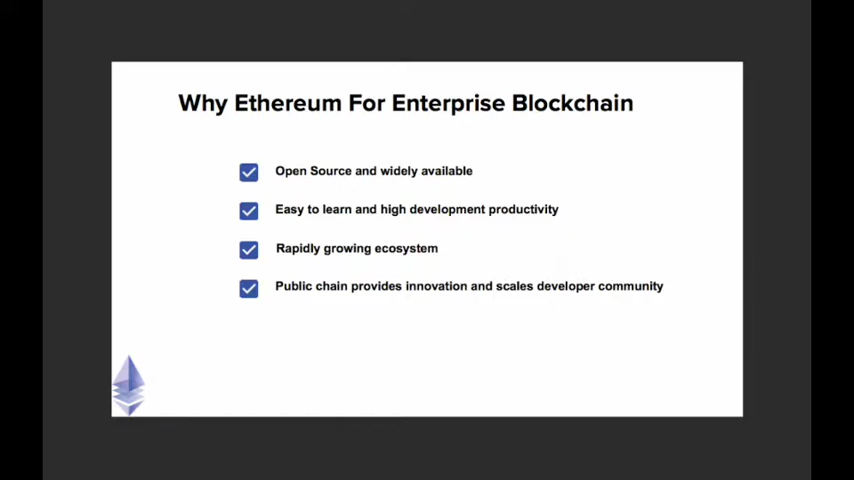 Why Ethereum For Enterprise Blockchain
Open Source and widely available
Easy to learn and high development productivity
Rapidly growing ecosystem
Public chain provides innovation and scales developer community